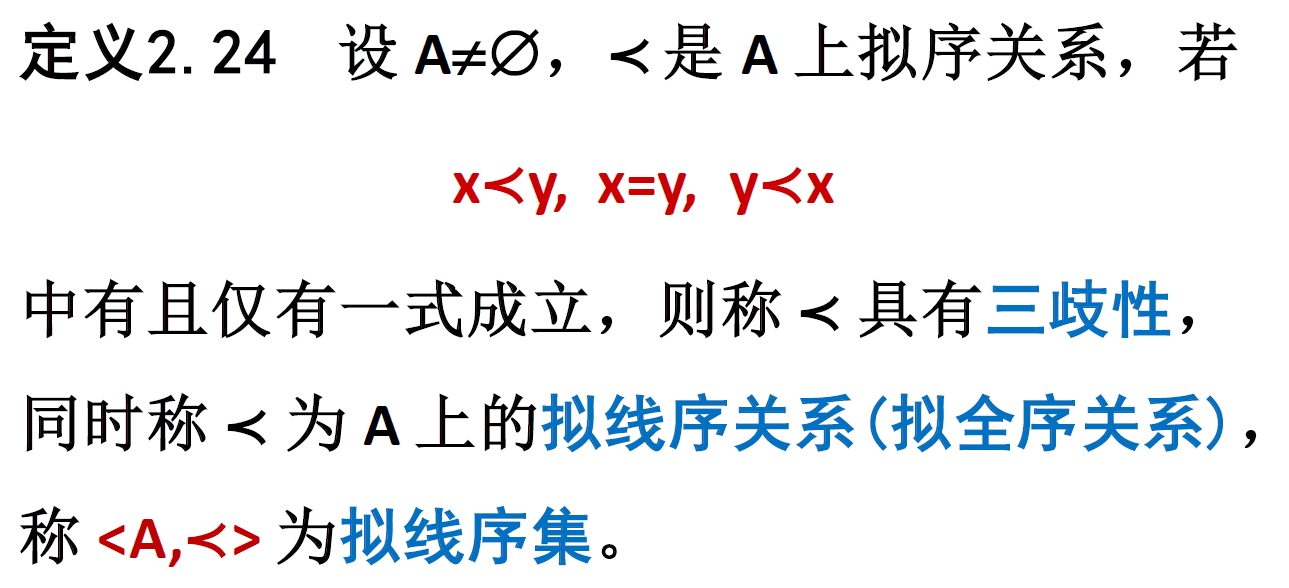 定义2.24 设 A≠∅，≺是 A 上拟序关系，若
x≺y, x=y, y≺x
中有且仅有一式成立，则称 ≺ 具有三歧性，
同时称 ≺ 为 A 上的拟线序关系(拟全序关系)，
称 <A,≺> 为拟线序集。